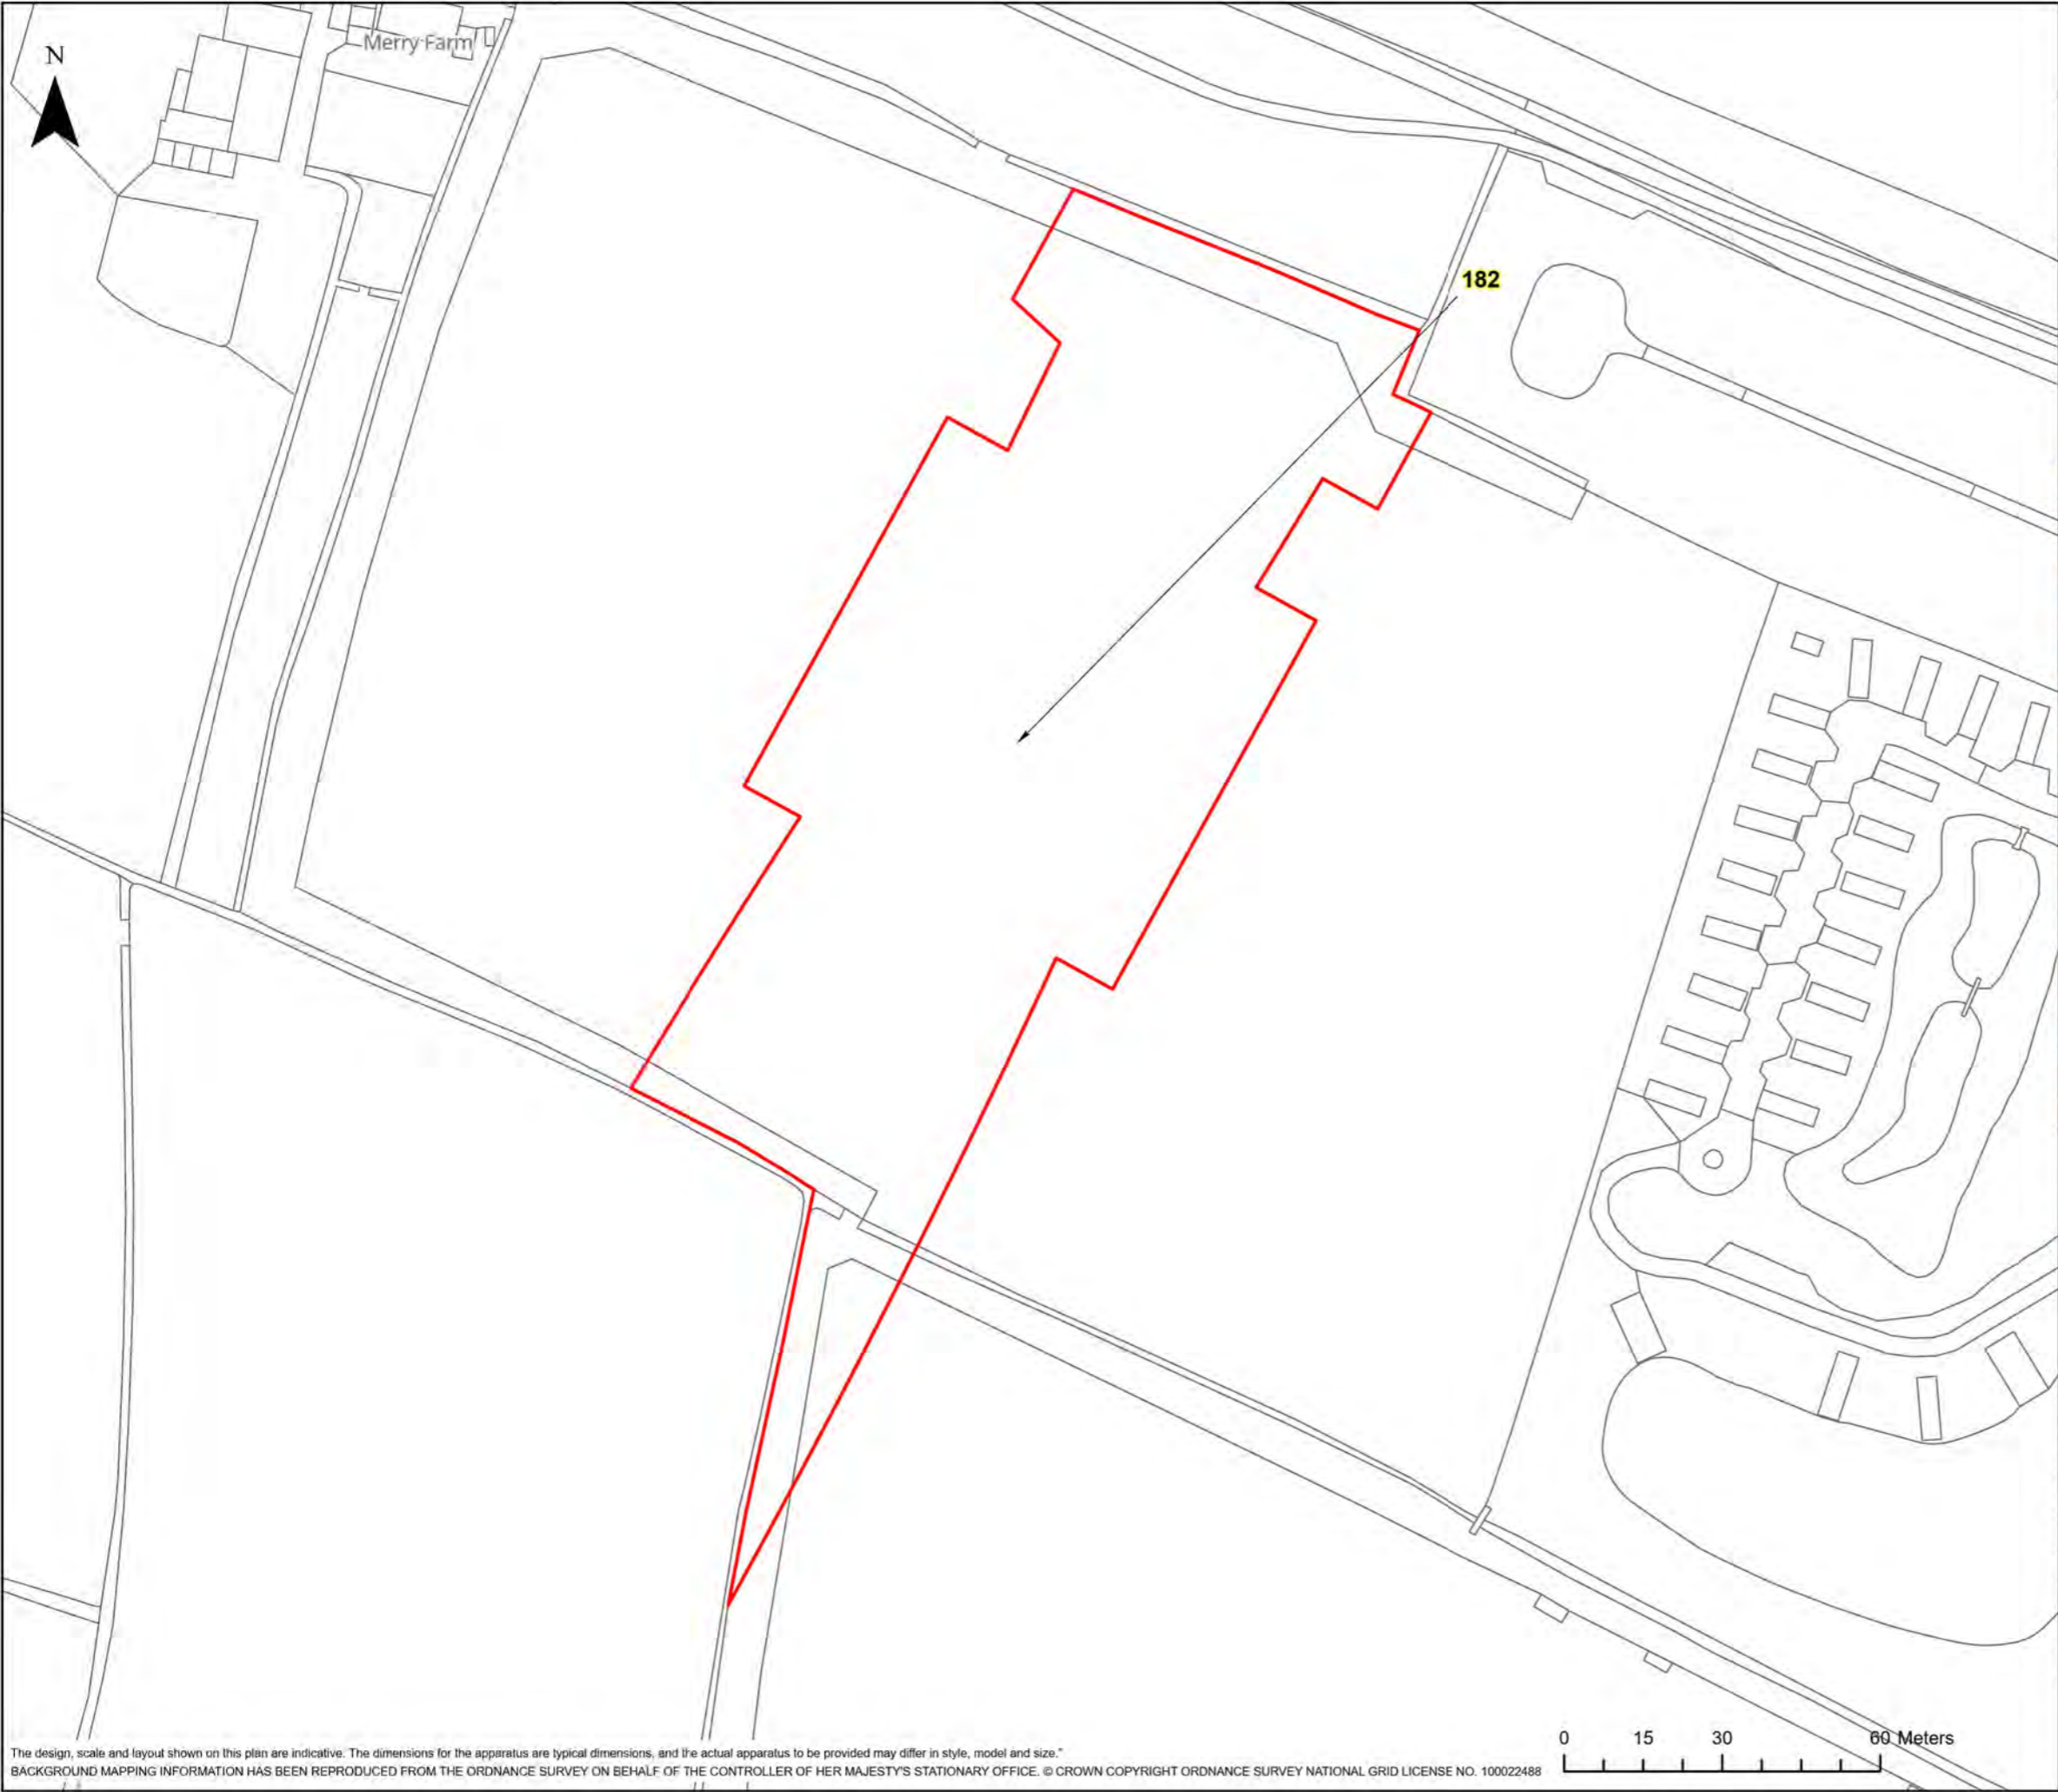 Merry Farm
N
182
0 15 30 60 Meters
The design, scale and layout shown on this plan are indicative. The dimensions for the apparatus are typical dimensions, and the actual apparatus to be provided may differ in style, model and size."
BACKGROUND MAPPING INFORMATION HAS BEEN REPRODUCED FROM THE ORDNANCE SURVEY ON BEHALF OF THE CONTROLLER OF HER MAJESTY'S STATIONARY OFFICE. © CROWN COPYRIGHT ORDNANCE SURVEY NATIONAL GRID LICENSE NO. 100022488